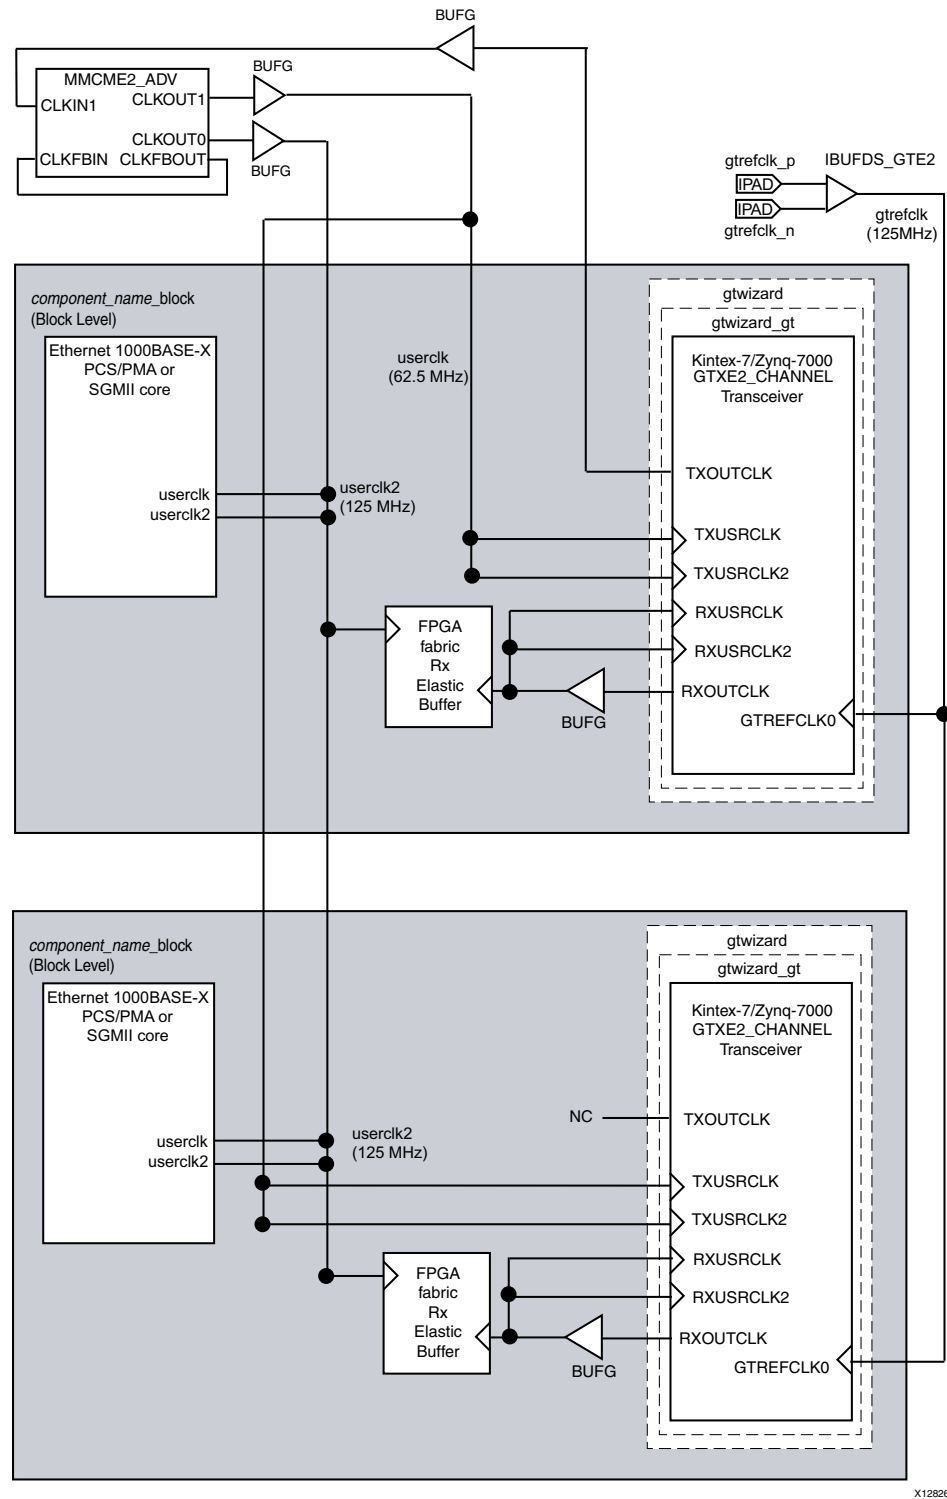 BUFG
BUFG
MMCME2_ADV
CLKOUT1
CLKIN1
CLKOUT0
CLKFBIN CLKFBOUT
BUFG
gtrefclk_p
IBUFDS_GTE2
IPAD
IPAD
gtrefclk_n
gtrefclk
(125MHz)
component_name_block
(Block Level)
gtwizard
gtwizard_gt
Ethernet 1000BASE-X
PCS/PMA or
SGMII core
userclk
(62.5 MHz)
Kintex-7/Zynq-7000
GTXE2_CHANNEL
Transceiver
TXOUTCLK
userclk
userclk2
userclk2
(125 MHz)
TXUSRCLK
TXUSRCLK2
RXUSRCLK
RXUSRCLK2
RXOUTCLK
GTREFCLK0
FPGA
fabric
Rx
Elastic
Buffer
BUFG
component_name_block
(Block Level)
gtwizard
gtwizard_gt
Ethernet 1000BASE-X
PCS/PMA or
SGMII core
Kintex-7/Zynq-7000
GTXE2_CHANNEL
Transceiver
NC
TXOUTCLK
userclk
userclk2
userclk2
(125 MHz)
TXUSRCLK
TXUSRCLK2
RXUSRCLK
RXUSRCLK2
RXOUTCLK
GTREFCLK0
FPGA
fabric
Rx
Elastic
Buffer
BUFG